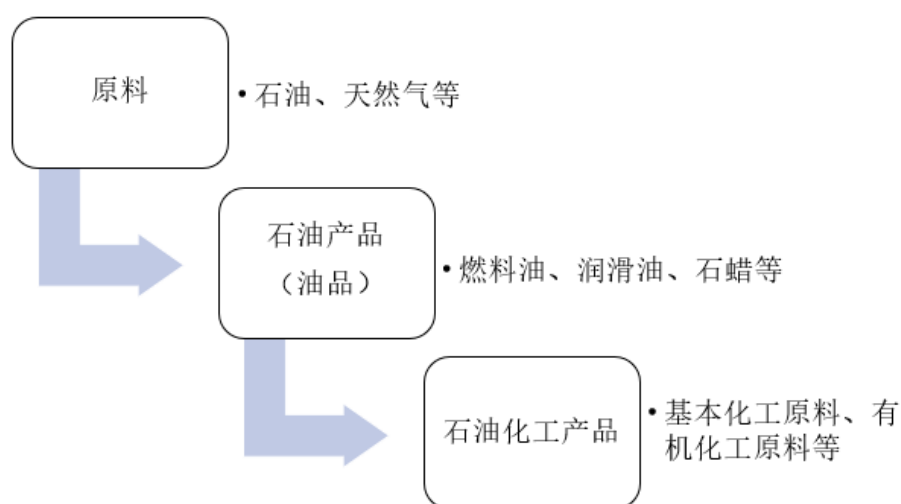 原料
•石油、天然气等
石油产品
（油品）
•燃料油、润滑油、石蜡等
石油化工产品
•基本化工原料、有
机化工原料等